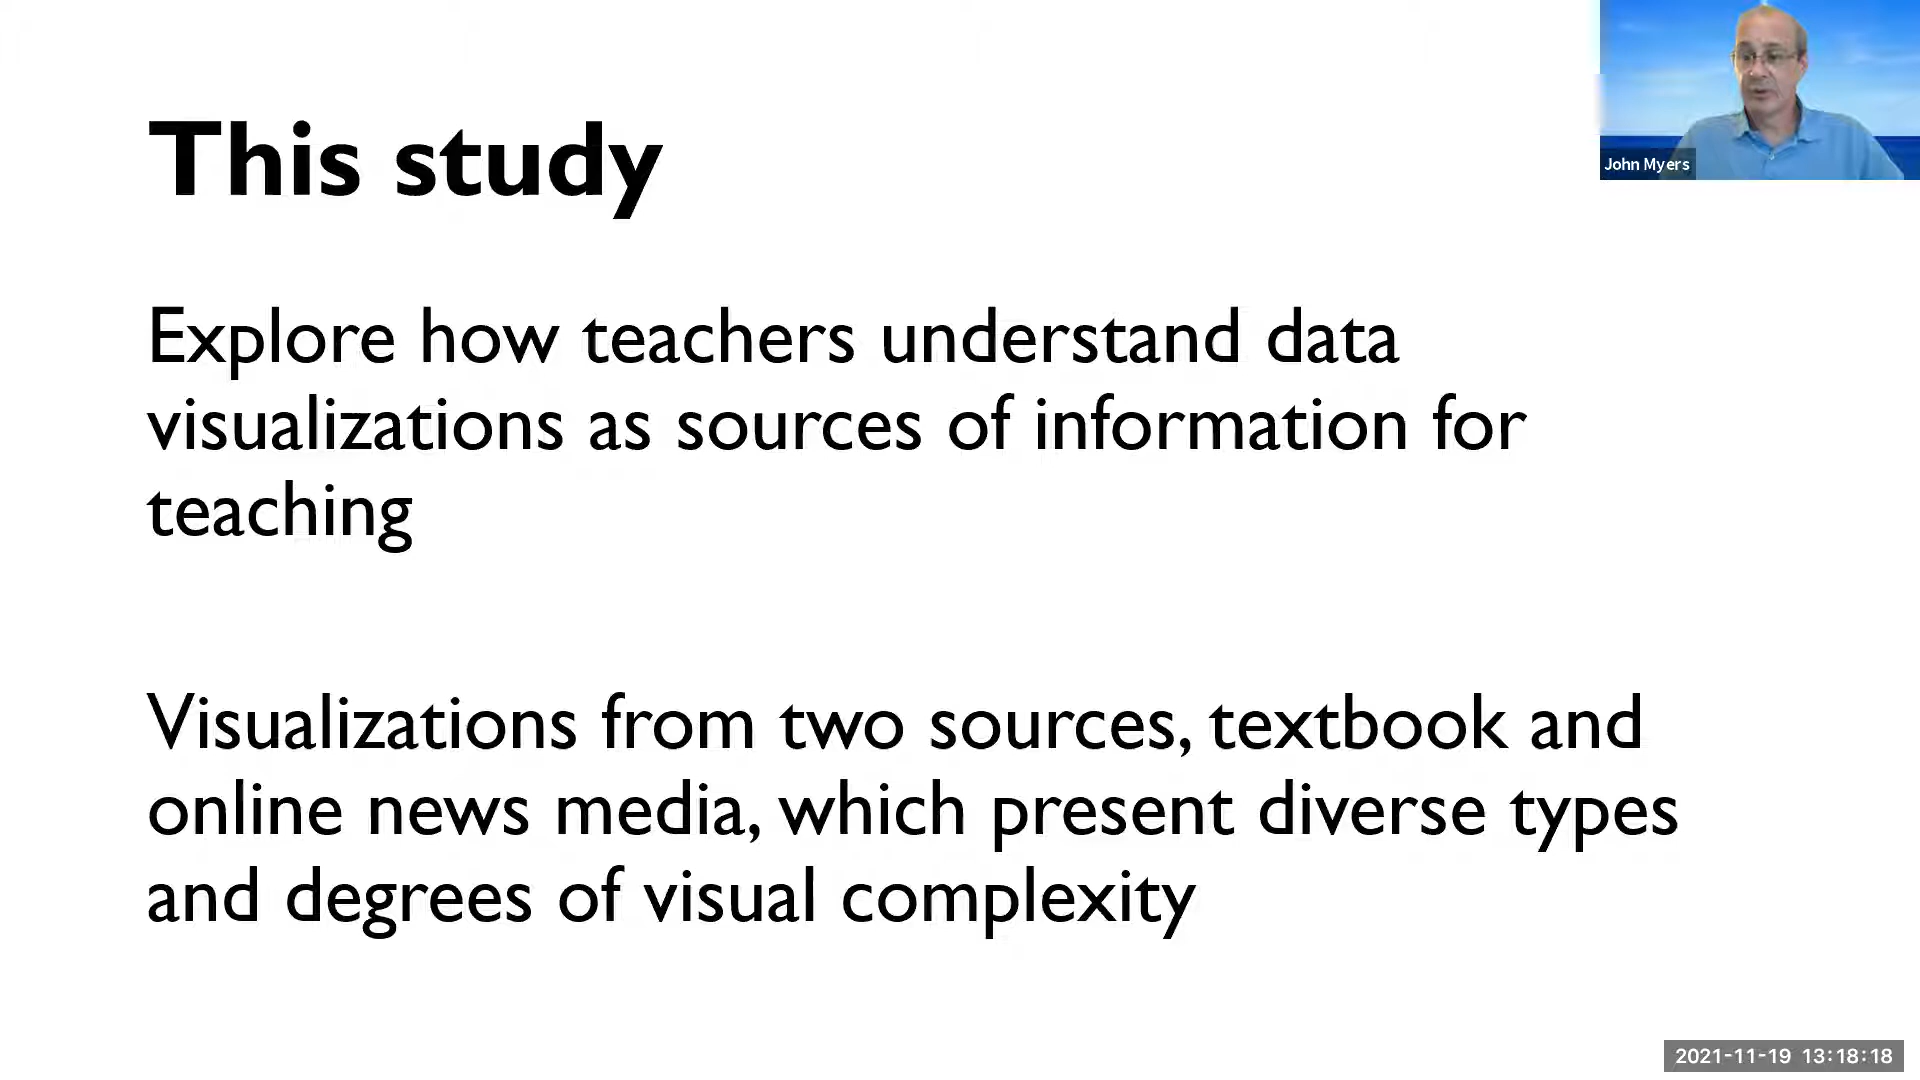 This study
John Myers
Explore how teachers understand data
visualizations as sources of information for
teaching
Visualizations from two sources, textbook and
online news media, which present diverse types
and degrees of visual complexity
2021-11-19 13:18:18